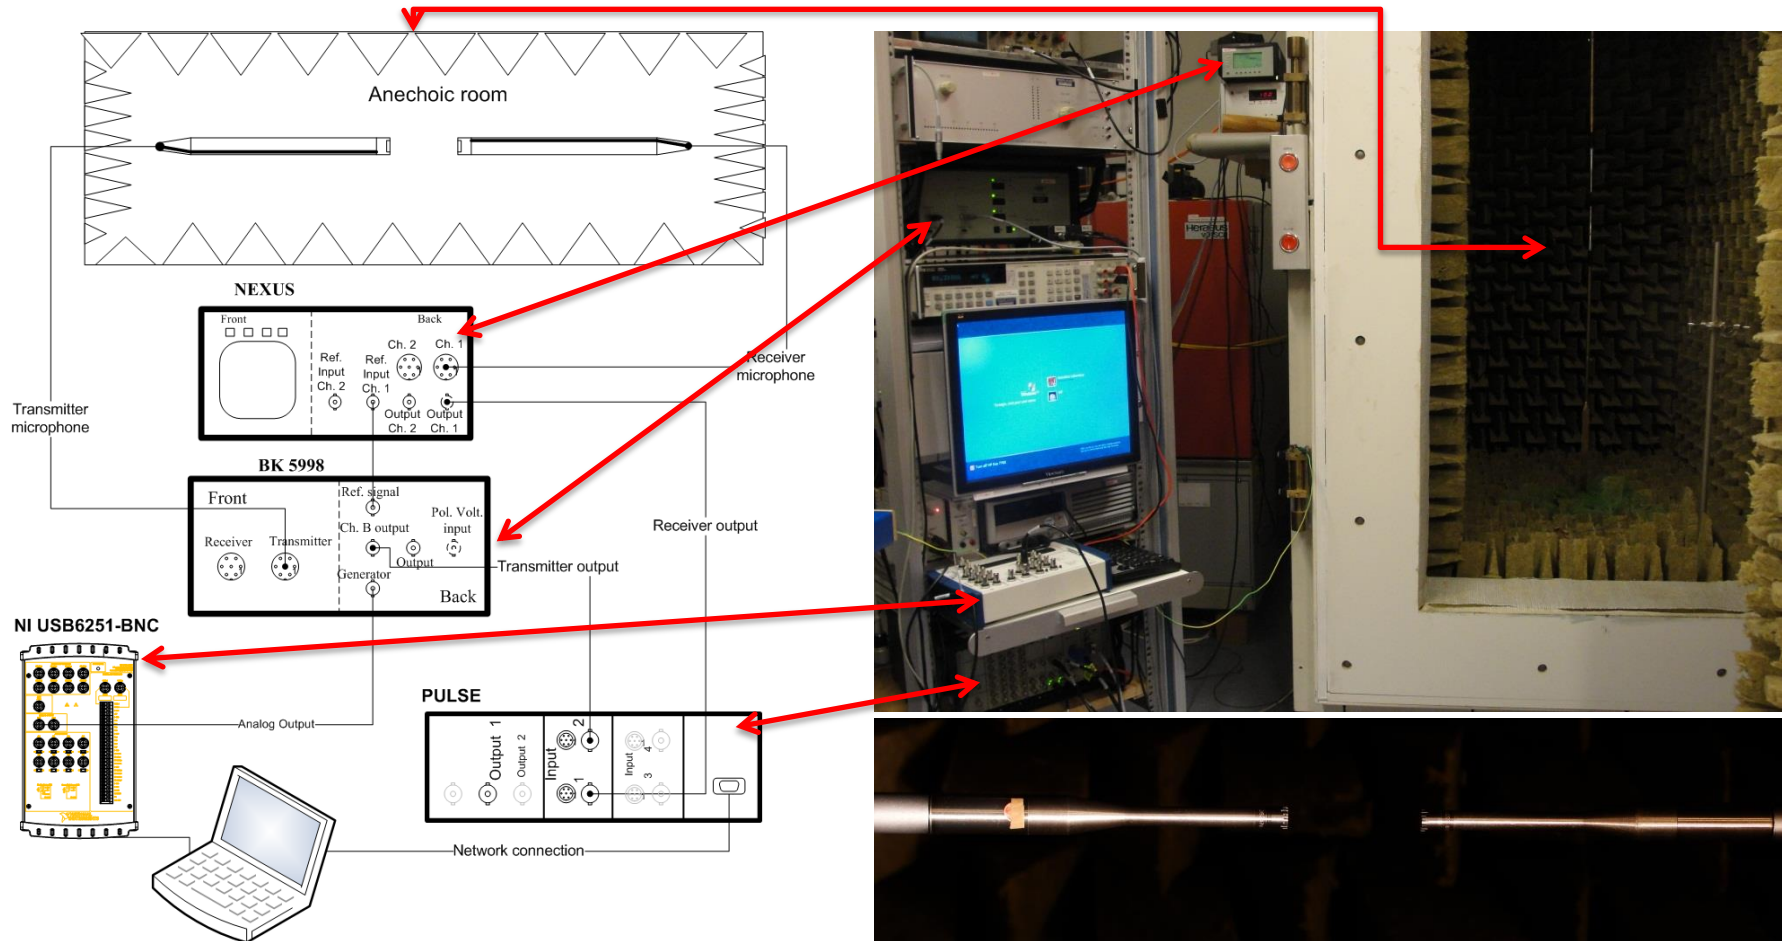 Anechoic room
NEXUS
Front
Back
Ch. 2
Ch. 1
Ref.
Input
Ch. 2
Ref.
Input
Ch. 1
Output
Ch. 2
Output
Ch. 1
Receiver
microphone
Transmitter
microphone
BK 5998
Front
Ref. signal
Ch. B output
Pol. Volt.
input
Receiver
Transmitter
Output
Generator
Back
Receiver output
Transmitter output
NI USB6251-BNC
Analog Output
PULSE
Output 1
Output 2
Input
2
1
Input
4
3
Network connection
Heraeus